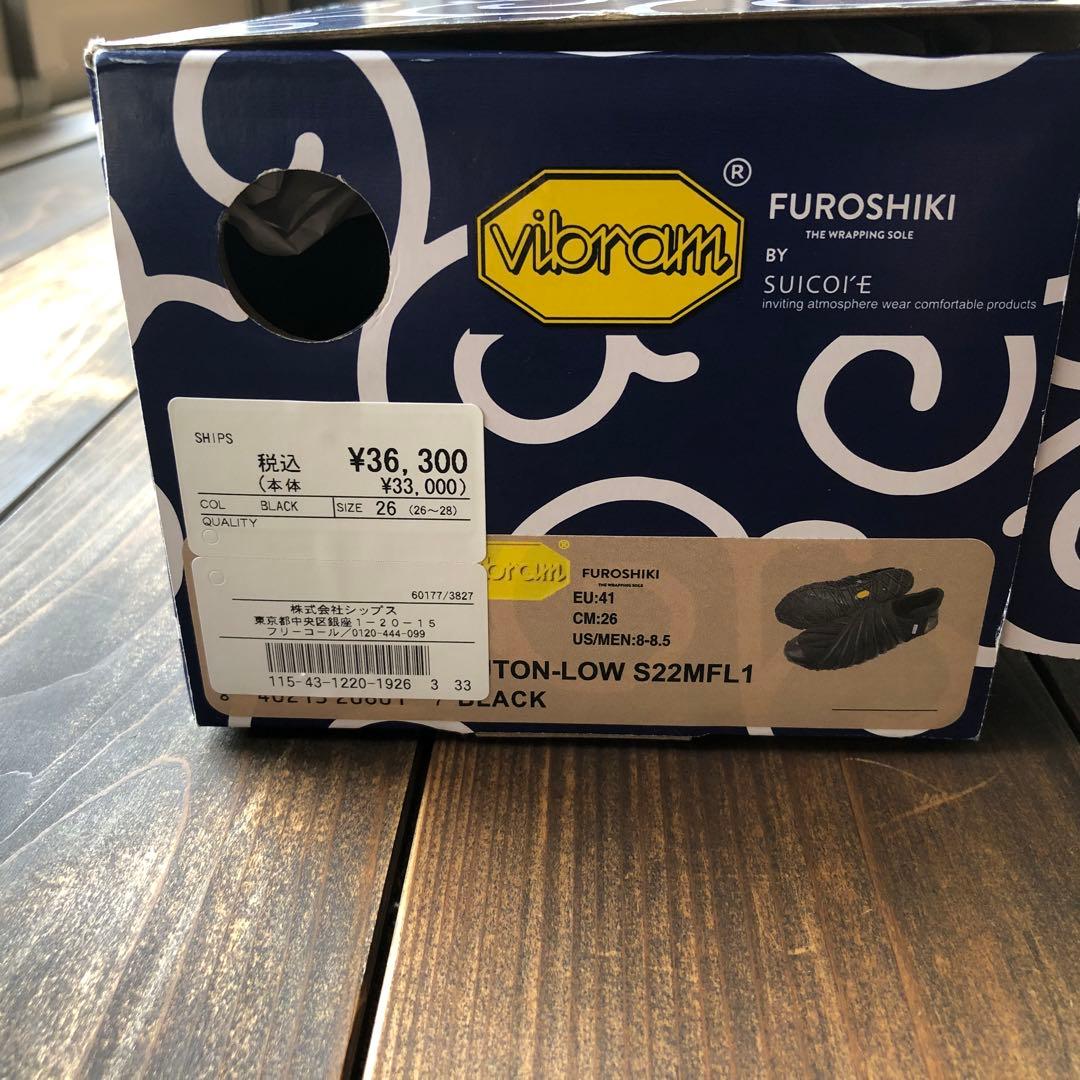 vibram ®
FUROSHIKI
THE WRAPPING SOLE
BY
SUICOKE
inviting atmosphere wear comfortable products
SHIPS
税込 ¥36,300
(本体 ¥33,000)
COL BLACK SIZE 26 (26～28)
QUALITY
60177/3827
株式会社シップス
東京都中央区銀座1-20-15
フリーコール／0120-444-099
115-43-1220-1926 3 33
bram ®
FUROSHIKI
THE WRAPPING SOLE
EU:41
CM:26
US/MEN:8-8.5
UTON-LOW S22MFL1
BLACK